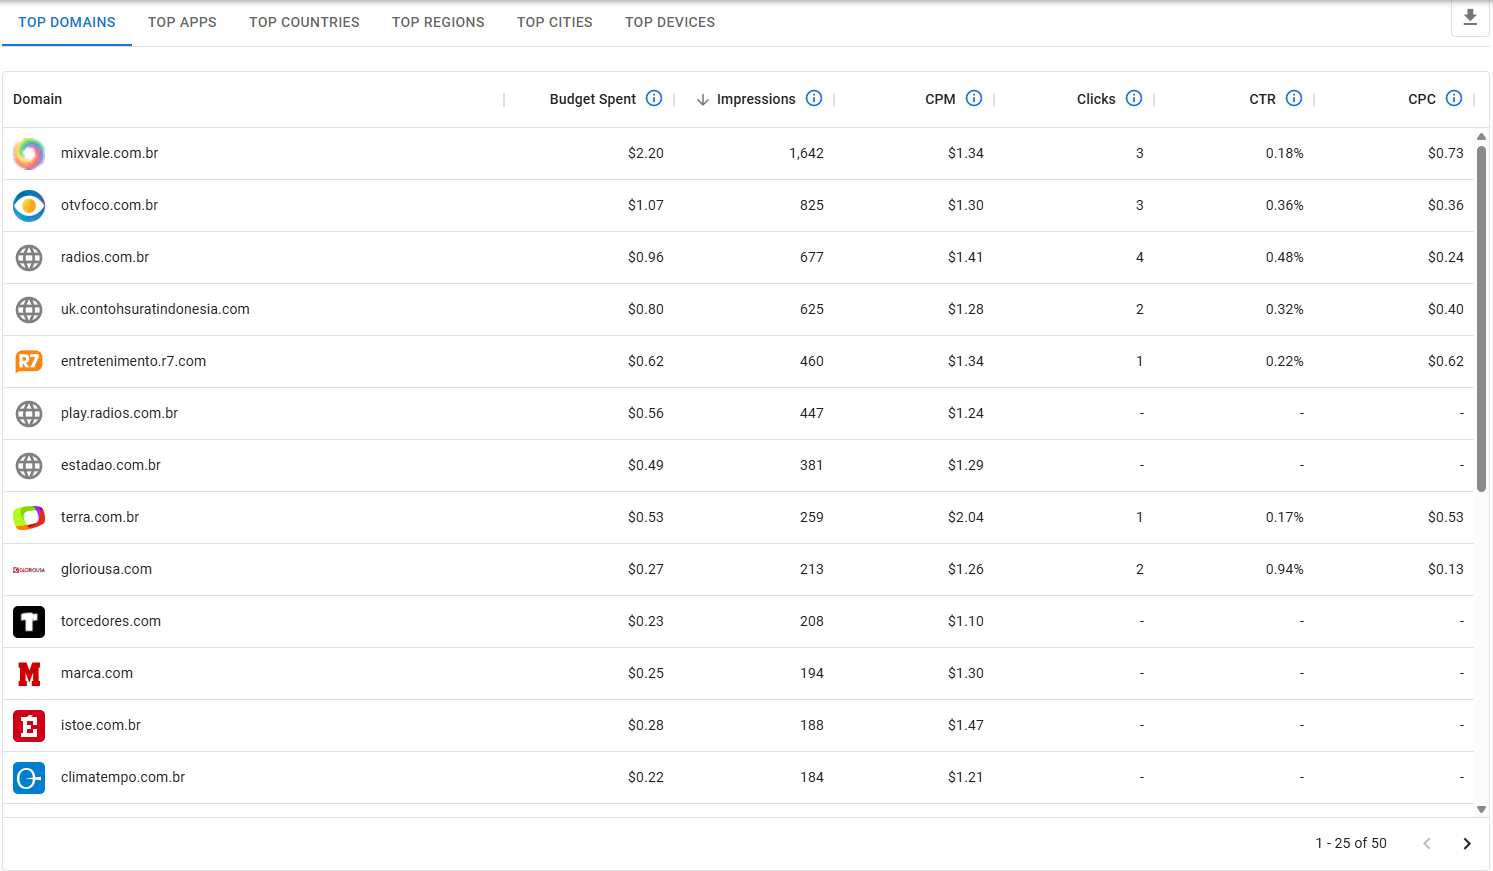 TOP DOMAINS TOP APPS TOP COUNTRIES TOP REGIONS TOP CITIES TOP DEVICES
Domain Budget Spent Impressions CPM Clicks CTR CPC
mixvale.com.br $2.20 1,642 $1.34 3 0.18% $0.73
otvfoco.com.br $1.07 825 $1.30 3 0.36% $0.36
radios.com.br $0.96 677 $1.41 4 0.48% $0.24
uk.contohsuratindonesia.com $0.80 625 $1.28 2 0.32% $0.40
R7 entretenimento.r7.com $0.62 460 $1.34 1 0.22% $0.62
play.radios.com.br $0.56 447 $1.24 - - -
estadao.com.br $0.49 381 $1.29 - - -
terra.com.br $0.53 259 $2.04 1 0.17% $0.53
GLORIOUSA gloriousa.com $0.27 213 $1.26 2 0.94% $0.13
T torcedores.com $0.23 208 $1.10 - - -
M marca.com $0.25 194 $1.30 - - -
É istoe.com.br $0.28 188 $1.47 - - -
climatempo.com.br $0.22 184 $1.21 - - -
1 - 25 of 50